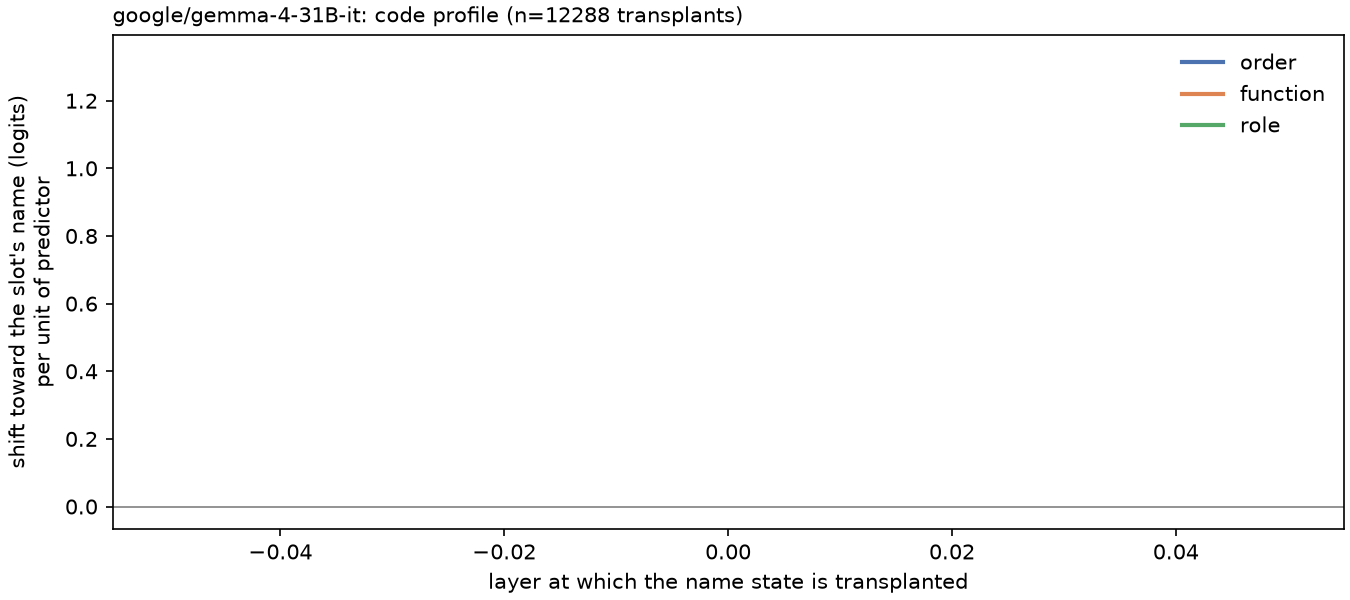 google/gemma-4-31B-it: code profile (n=12288 transplants)
order
function
role
shift toward the slot's name (logits)
per unit of predictor
1.2
1.0
0.8
0.6
0.4
0.2
0.0
−0.04
−0.02
0.00
0.02
0.04
layer at which the name state is transplanted